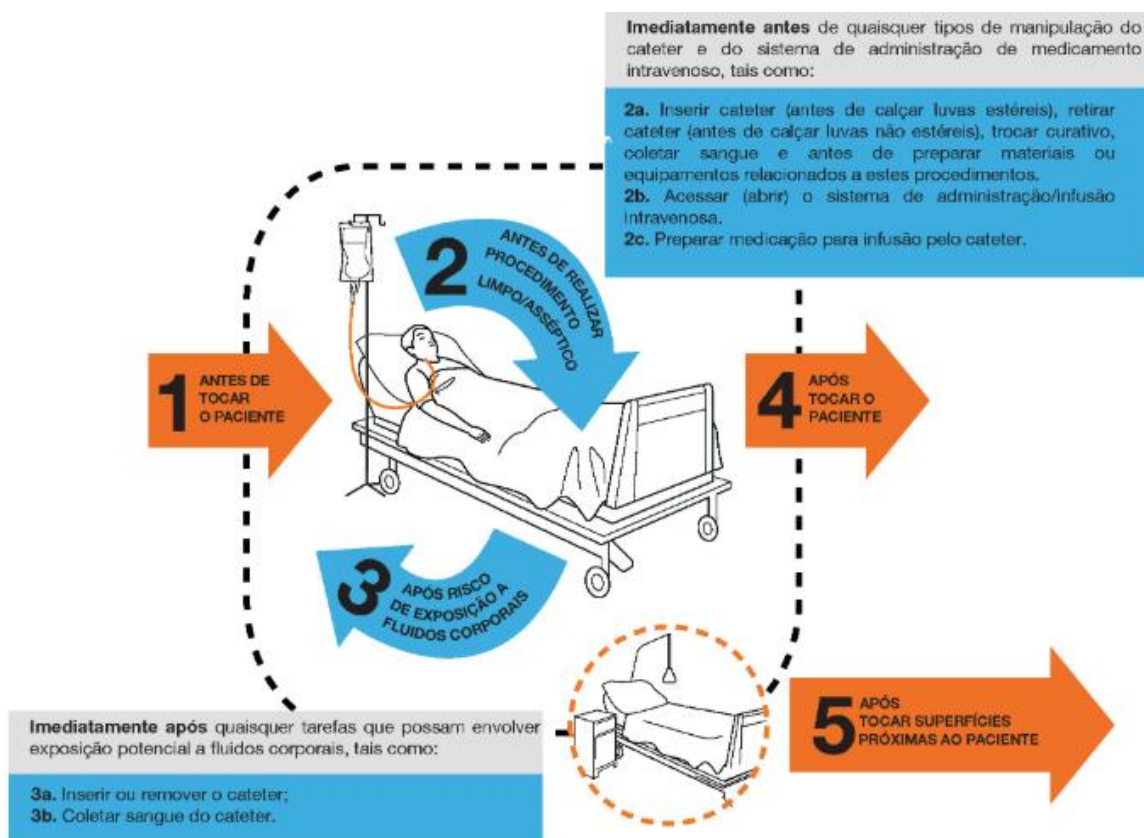 Imediatamente antes de quaisquer tipos de manipulação do
cateter e do sistema de administração de medicamento
intravenoso, tais como:
2a. Inserir cateter (antes de calçar luvas estéreis), retirar
cateter (antes de calçar luvas não estéreis), trocar curativo,
coletar sangue e antes de preparar materiais ou
equipamentos relacionados a estes procedimentos.
2b. Acessar (abrir) o sistema de administração/infusão
intravenosa.
2c. Preparar medicação para infusão pelo cateter.
1
ANTES DE
TOCAR
O PACIENTE
2
ANTES DE REALIZAR
PROCEDIMENTO
LIMPO/ASSÉPTICO
3
APÓS RISCO
DE EXPOSIÇÃO A
FLUIDOS CORPORAIS
4
APÓS
TOCAR O
PACIENTE
5
APÓS
TOCAR SUPERFÍCIES
PRÓXIMAS AO PACIENTE
Imediatamente após quaisquer tarefas que possam envolver
exposição potencial a fluidos corporais, tais como:
3a. Inserir ou remover o cateter;
3b. Coletar sangue do cateter.